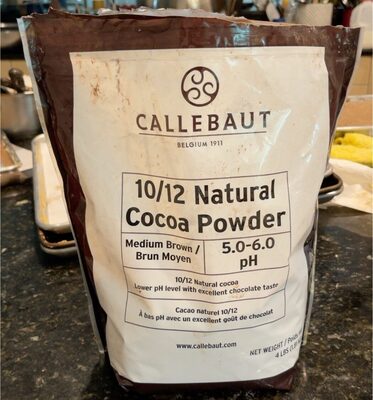 CALLEBAUT
BELGIUM 1911
10/12 Natural
Cocoa Powder
Medium Brown /
Brun Moyen
5.0-6.0
pH
10/12 Natural cocoa
Lower pH level with excellent chocolate taste
Cacao naturel 10/12
À bas pH avec un excellent goût de chocolat
www.callebaut.com
NET WEIGHT /
4 LBS